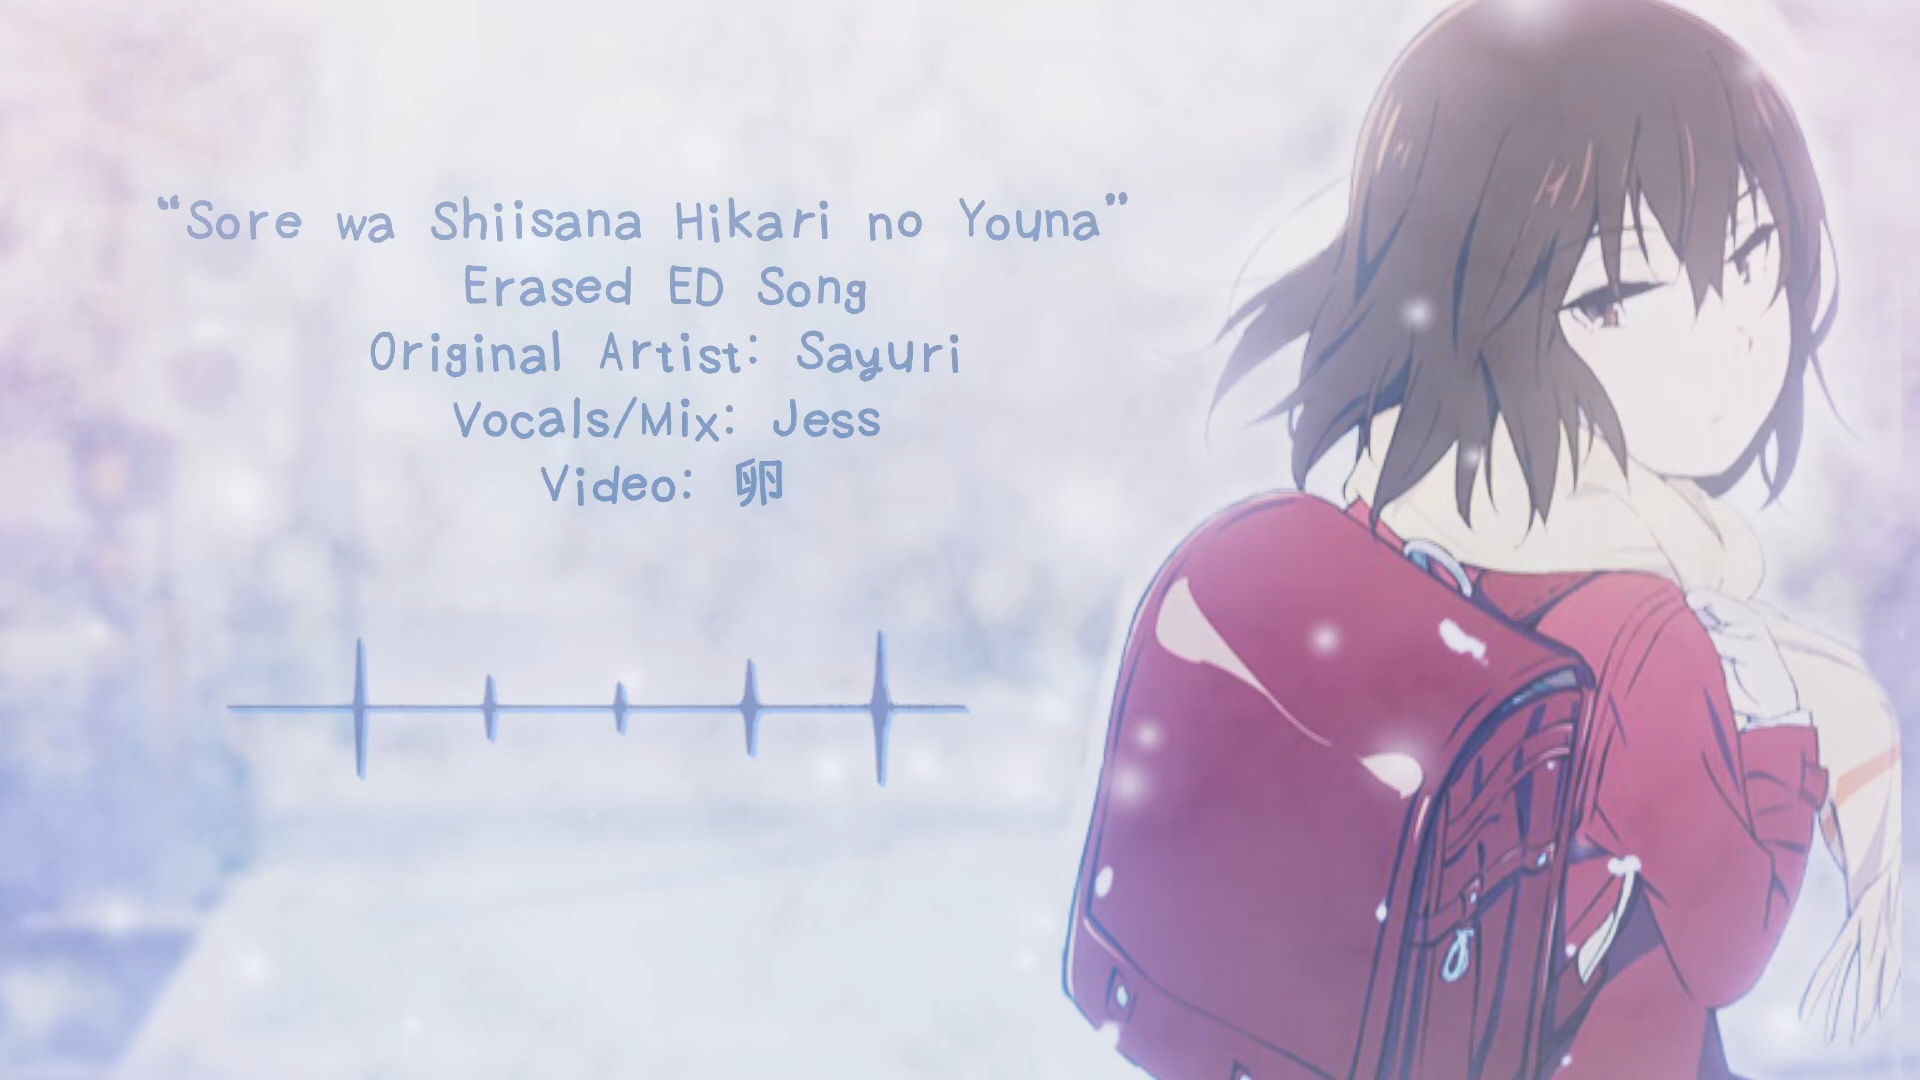 “Sore wa Shiisana Hikari no Youna”
Erased ED Song
Original Artist: Sayuri
Vocals/Mix: Jess
Video: 卵